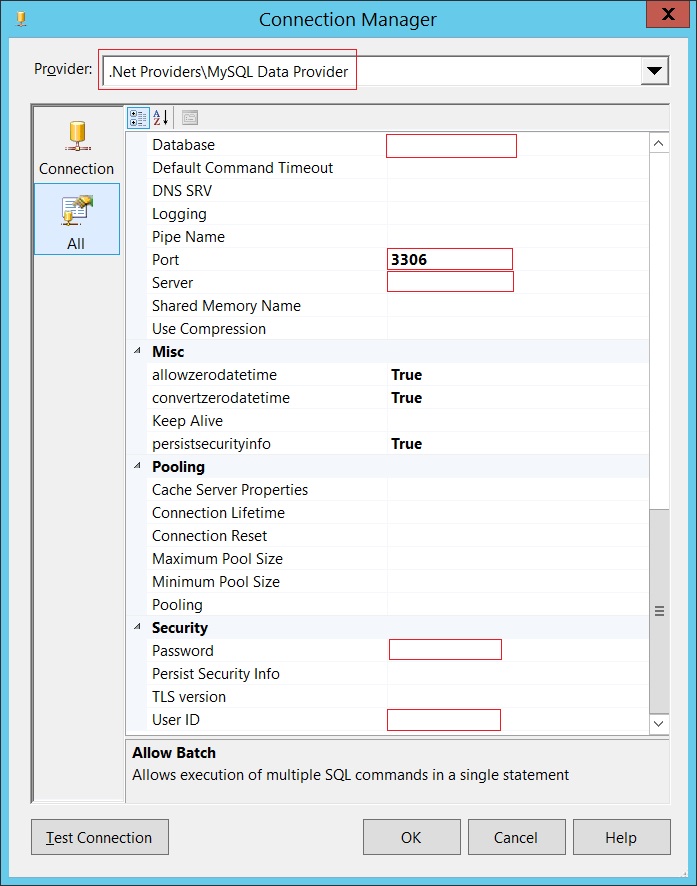 Connection Manager
Provider: .Net Providers\MySQL Data Provider
Connection
All
Database
Default Command Timeout
DNS SRV
Logging
Pipe Name
Port 3306
Server
Shared Memory Name
Use Compression
Misc
allowzerodatetime True
convertzerodatetime True
Keep Alive
persistsecurityinfo True
Pooling
Cache Server Properties
Connection Lifetime
Connection Reset
Maximum Pool Size
Minimum Pool Size
Pooling
Security
Password
Persist Security Info
TLS version
User ID
Allow Batch
Allows execution of multiple SQL commands in a single statement
Test Connection OK Cancel Help